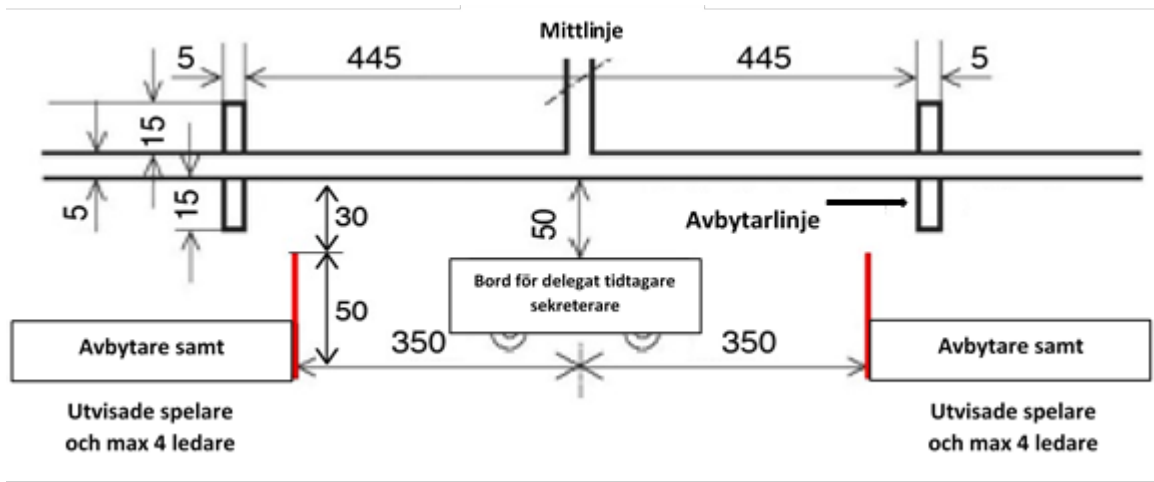 Mittlinje
5
445
445
5
15
15
5
30
50
Avbytarlinje
Bord för delegat tidtagare
sekreterare
50
350
350
Avbytare samt
Avbytare samt
Utvisade spelare
och max 4 ledare
Utvisade spelare
och max 4 ledare